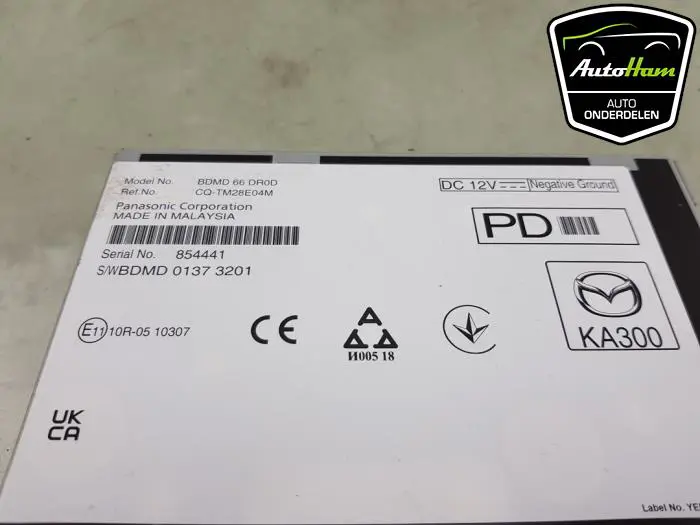 AutoHam
AUTO
ONDERDELEN
Model No. BDMD 66 DR0D
Ref.No. CQ-TM28E04M
Panasonic Corporation
MADE IN MALAYSIA
DC 12V Negative Ground
PD
Serial No. 854441
S/WBDMD 0137 3201
KA300
E11 10R-05 10307
CE
И005 18
UK
CA
Label No. YE